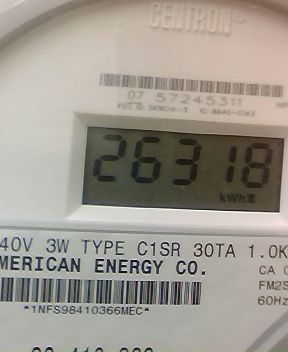 CENTRON®
07 57245311
26318
kWh
40V 3W TYPE C1SR 30TA 1.0K
MERICAN ENERGY CO.
CA 0
FM2S
60Hz
*1NFS98410366MEC*